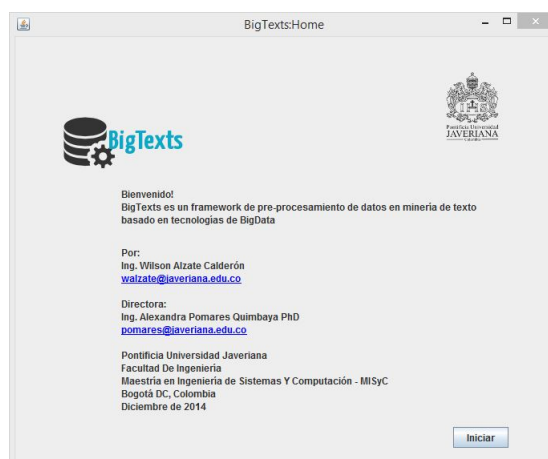 BigTexts:Home
BigTexts
Pontificia Universidad
JAVERIANA
Bienvenido!
BigTexts es un framework de pre-procesamiento de datos en minería de texto
basado en tecnologías de BigData
Por:
Ing. Wilson Alzate Calderón
walzate@javeriana.edu.co
Directora:
Ing. Alexandra Pomares Quimbaya PhD
pomares@javeriana.edu.co
Pontificia Universidad Javeriana
Facultad De Ingeniería
Maestría en Ingeniería de Sistemas Y Computación - MISyC
Bogotá DC, Colombia
Diciembre de 2014
Iniciar